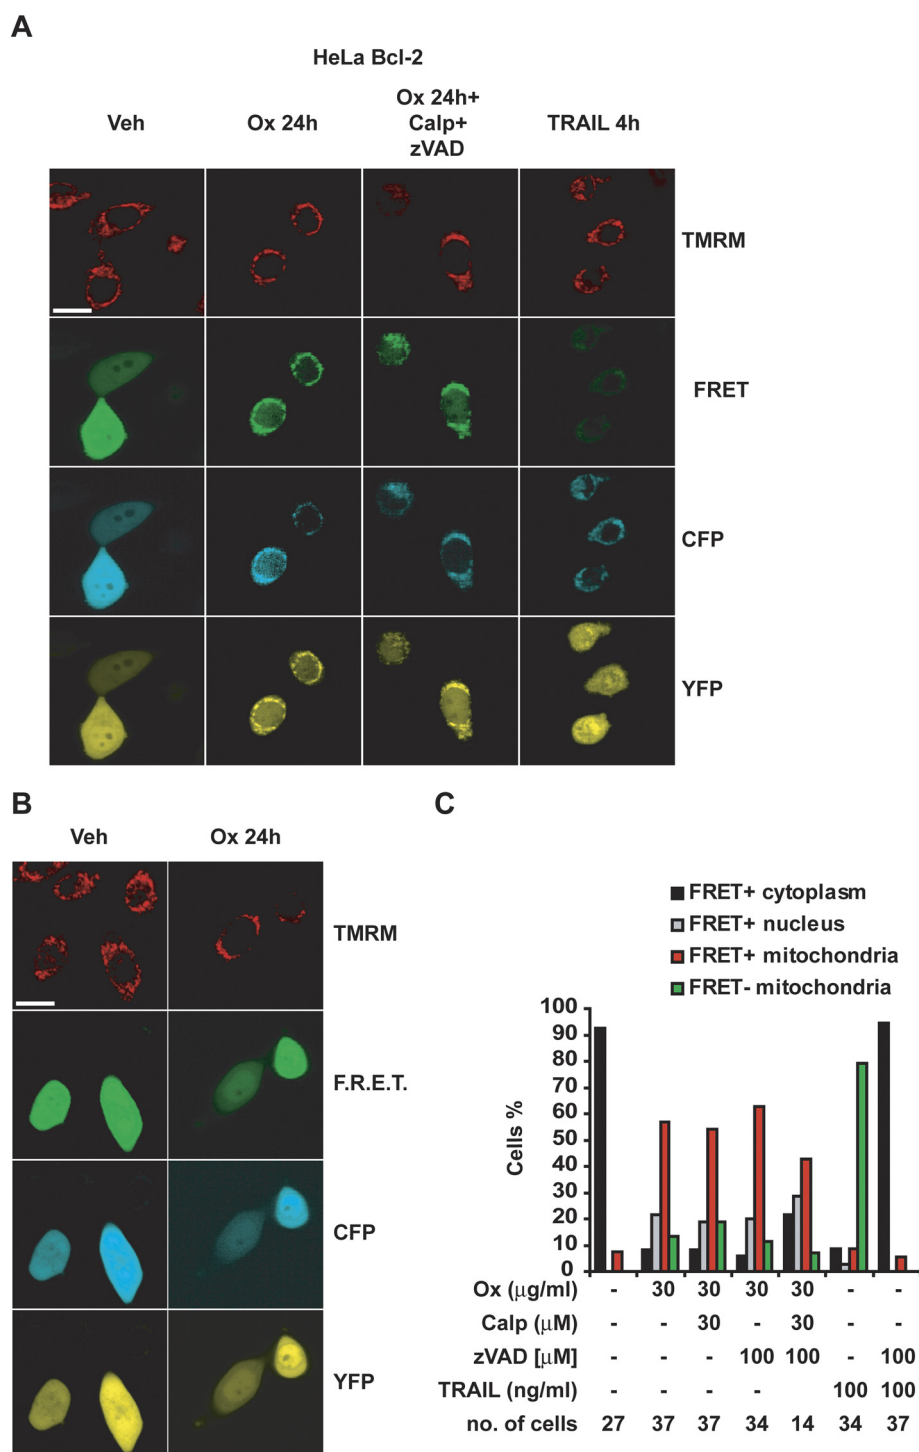 A
HeLa Bcl-2
Veh
Ox 24h
Ox 24h+
Calp+
zVAD
TRAIL 4h
TMRM
FRET
CFP
YFP
B
Veh
Ox 24h
TMRM
F.R.E.T.
CFP
YFP
C
FRET+ cytoplasm
FRET+ nucleus
FRET+ mitochondria
FRET- mitochondria
Cells %
100
90
80
70
60
50
40
30
20
10
0
Ox (μg/ml) - 30 30 30 30 - -
Calp (μM) - - 30 - 30 - -
zVAD [μM] - - - 100 100 - 100
TRAIL (ng/ml) - - - - 100 100
no. of cells 27 37 37 34 14 34 37